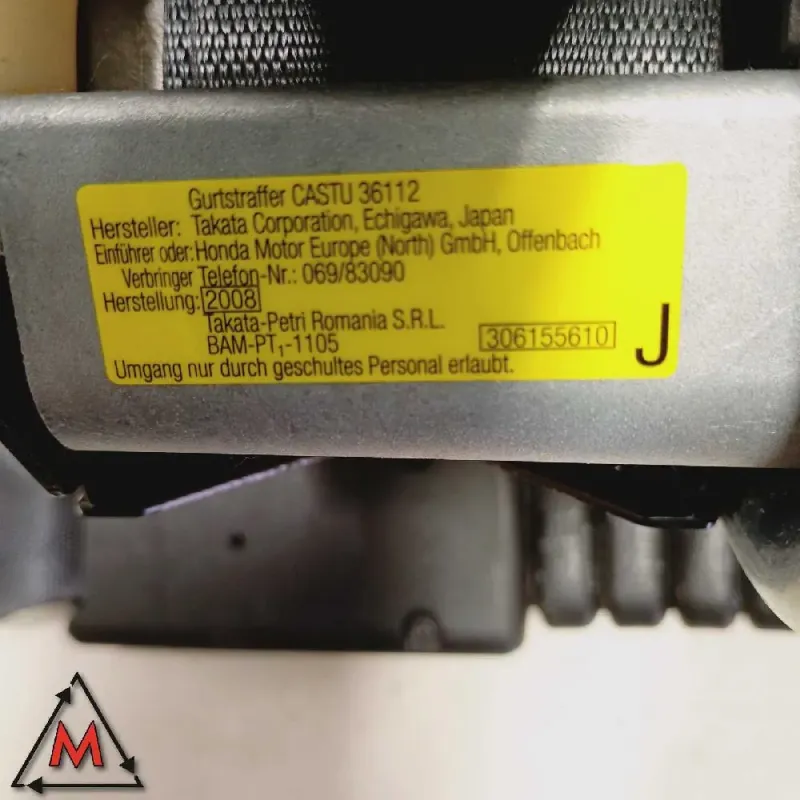 Gurtstraffer CASTU 36112
Hersteller: Takata Corporation, Echigawa, Japan
Einführer oder: Honda Motor Europe (North) GmbH, Offenbach
Verbringer Telefon-Nr.: 069/83090
Herstellung: 2008
Takata-Petri Romania S.R.L.
BAM-PT₁-1105 306155610 J
Umgang nur durch geschultes Personal erlaubt.
M